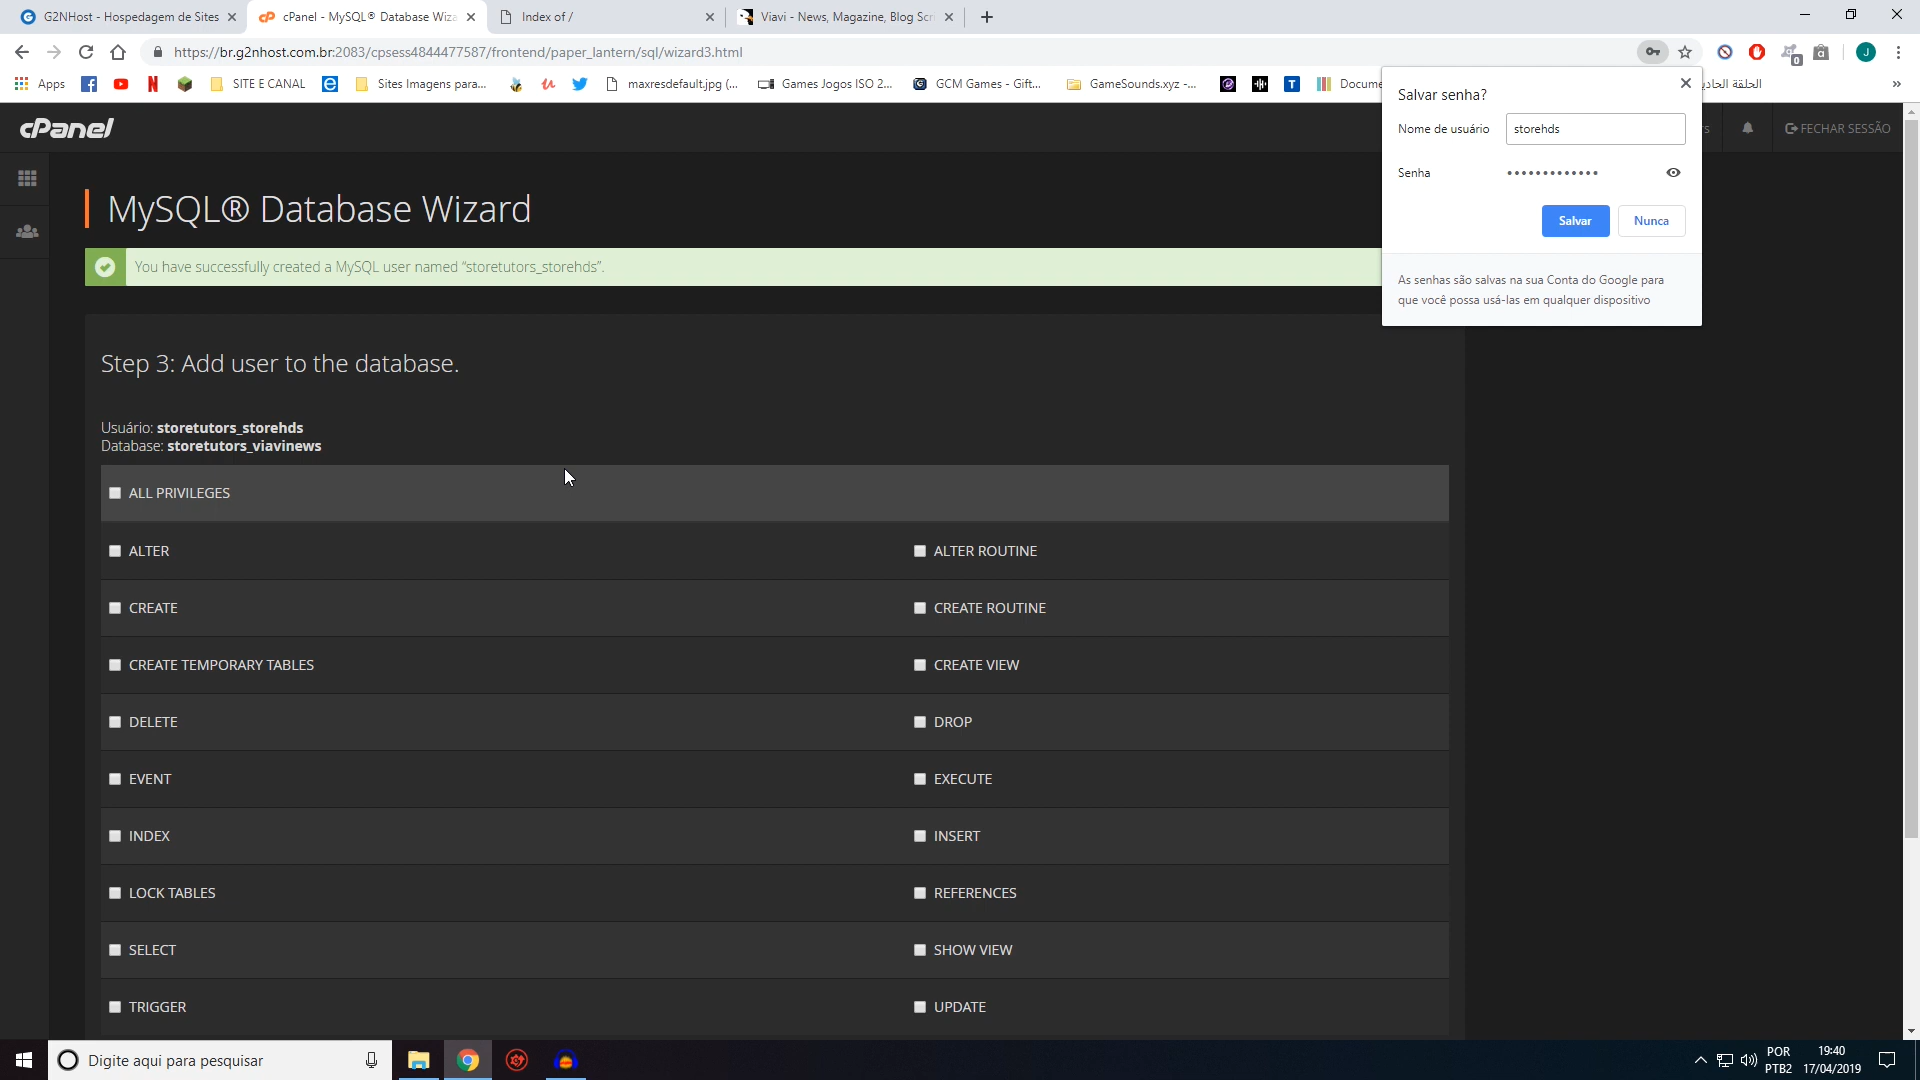 G2NHost - Hospedagem de Sites
cPanel - MySQL® Database Wiza
Index of /
Viavi - News, Magazine, Blog Scr
https://br.g2nhost.com.br:2083/cpsess4844477587/frontend/paper_lantern/sql/wizard3.html
0
J
Apps
SITE E CANAL
Sites Imagens para...
maxresdefault.jpg (...
Games Jogos ISO 2...
GCM Games - Gift...
GameSounds.xyz -...
T
Docume
الحلقة الحادي
»
cPanel
FECHAR SESSÃO
Salvar senha?
Nome de usuário
storehds
Senha
•••••••••••••
Salvar
Nunca
As senhas são salvas na sua Conta do Google para
que você possa usá-las em qualquer dispositivo
MySQL® Database Wizard
You have successfully created a MySQL user named “storetutors_storehds”.
Step 3: Add user to the database.
Usuário: storetutors_storehds
Database: storetutors_viavinews
ALL PRIVILEGES
ALTER
ALTER ROUTINE
CREATE
CREATE ROUTINE
CREATE TEMPORARY TABLES
CREATE VIEW
DELETE
DROP
EVENT
EXECUTE
INDEX
INSERT
LOCK TABLES
REFERENCES
SELECT
SHOW VIEW
TRIGGER
UPDATE
Digite aqui para pesquisar
POR
PTB2
19:40
17/04/2019